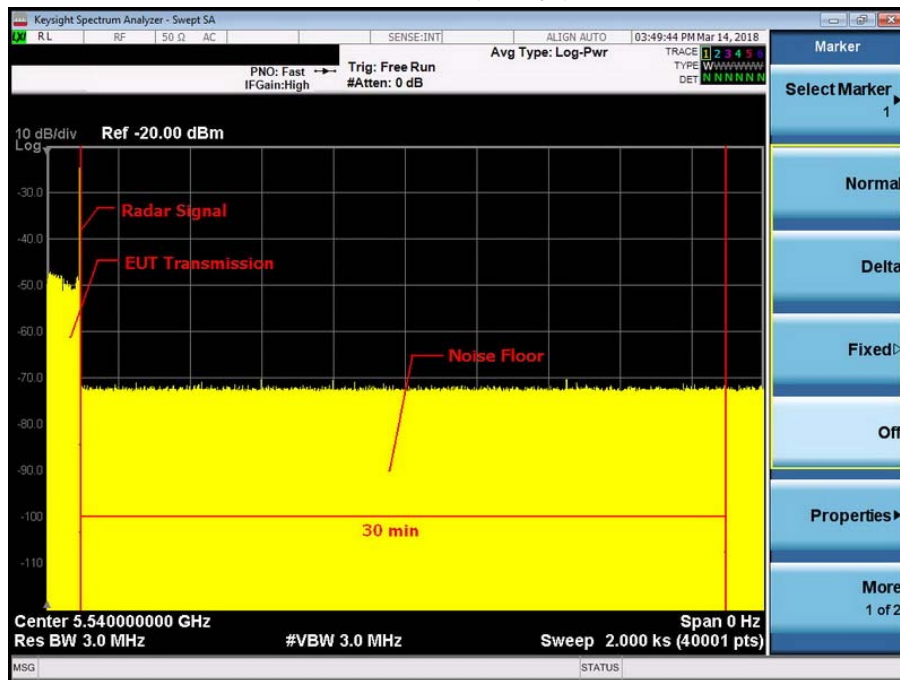 Keysight Spectrum Analyzer - Swept SA
LXI RL RF 50 Ω AC SENSE:INT ALIGN AUTO 03:49:44 PM Mar 14, 2018
PNO: Fast
IFGain:High
Trig: Free Run
#Atten: 0 dB
Avg Type: Log-Pwr
TRACE 1 2 3 4 5 6
TYPE WWWWWW
DET N N N N N N
10 dB/div
Log
Ref -20.00 dBm
-30.0
-40.0
-50.0
-60.0
-70.0
-80.0
-90.0
-100
-110
Radar Signal
EUT Transmission
Noise Floor
30 min
Center 5.540000000 GHz
Span 0 Hz
Res BW 3.0 MHz
#VBW 3.0 MHz
Sweep 2.000 ks (40001 pts)
MSG
STATUS
Marker
Select Marker
1
Normal
Delta
Fixed
Off
Properties
More
1 of 2